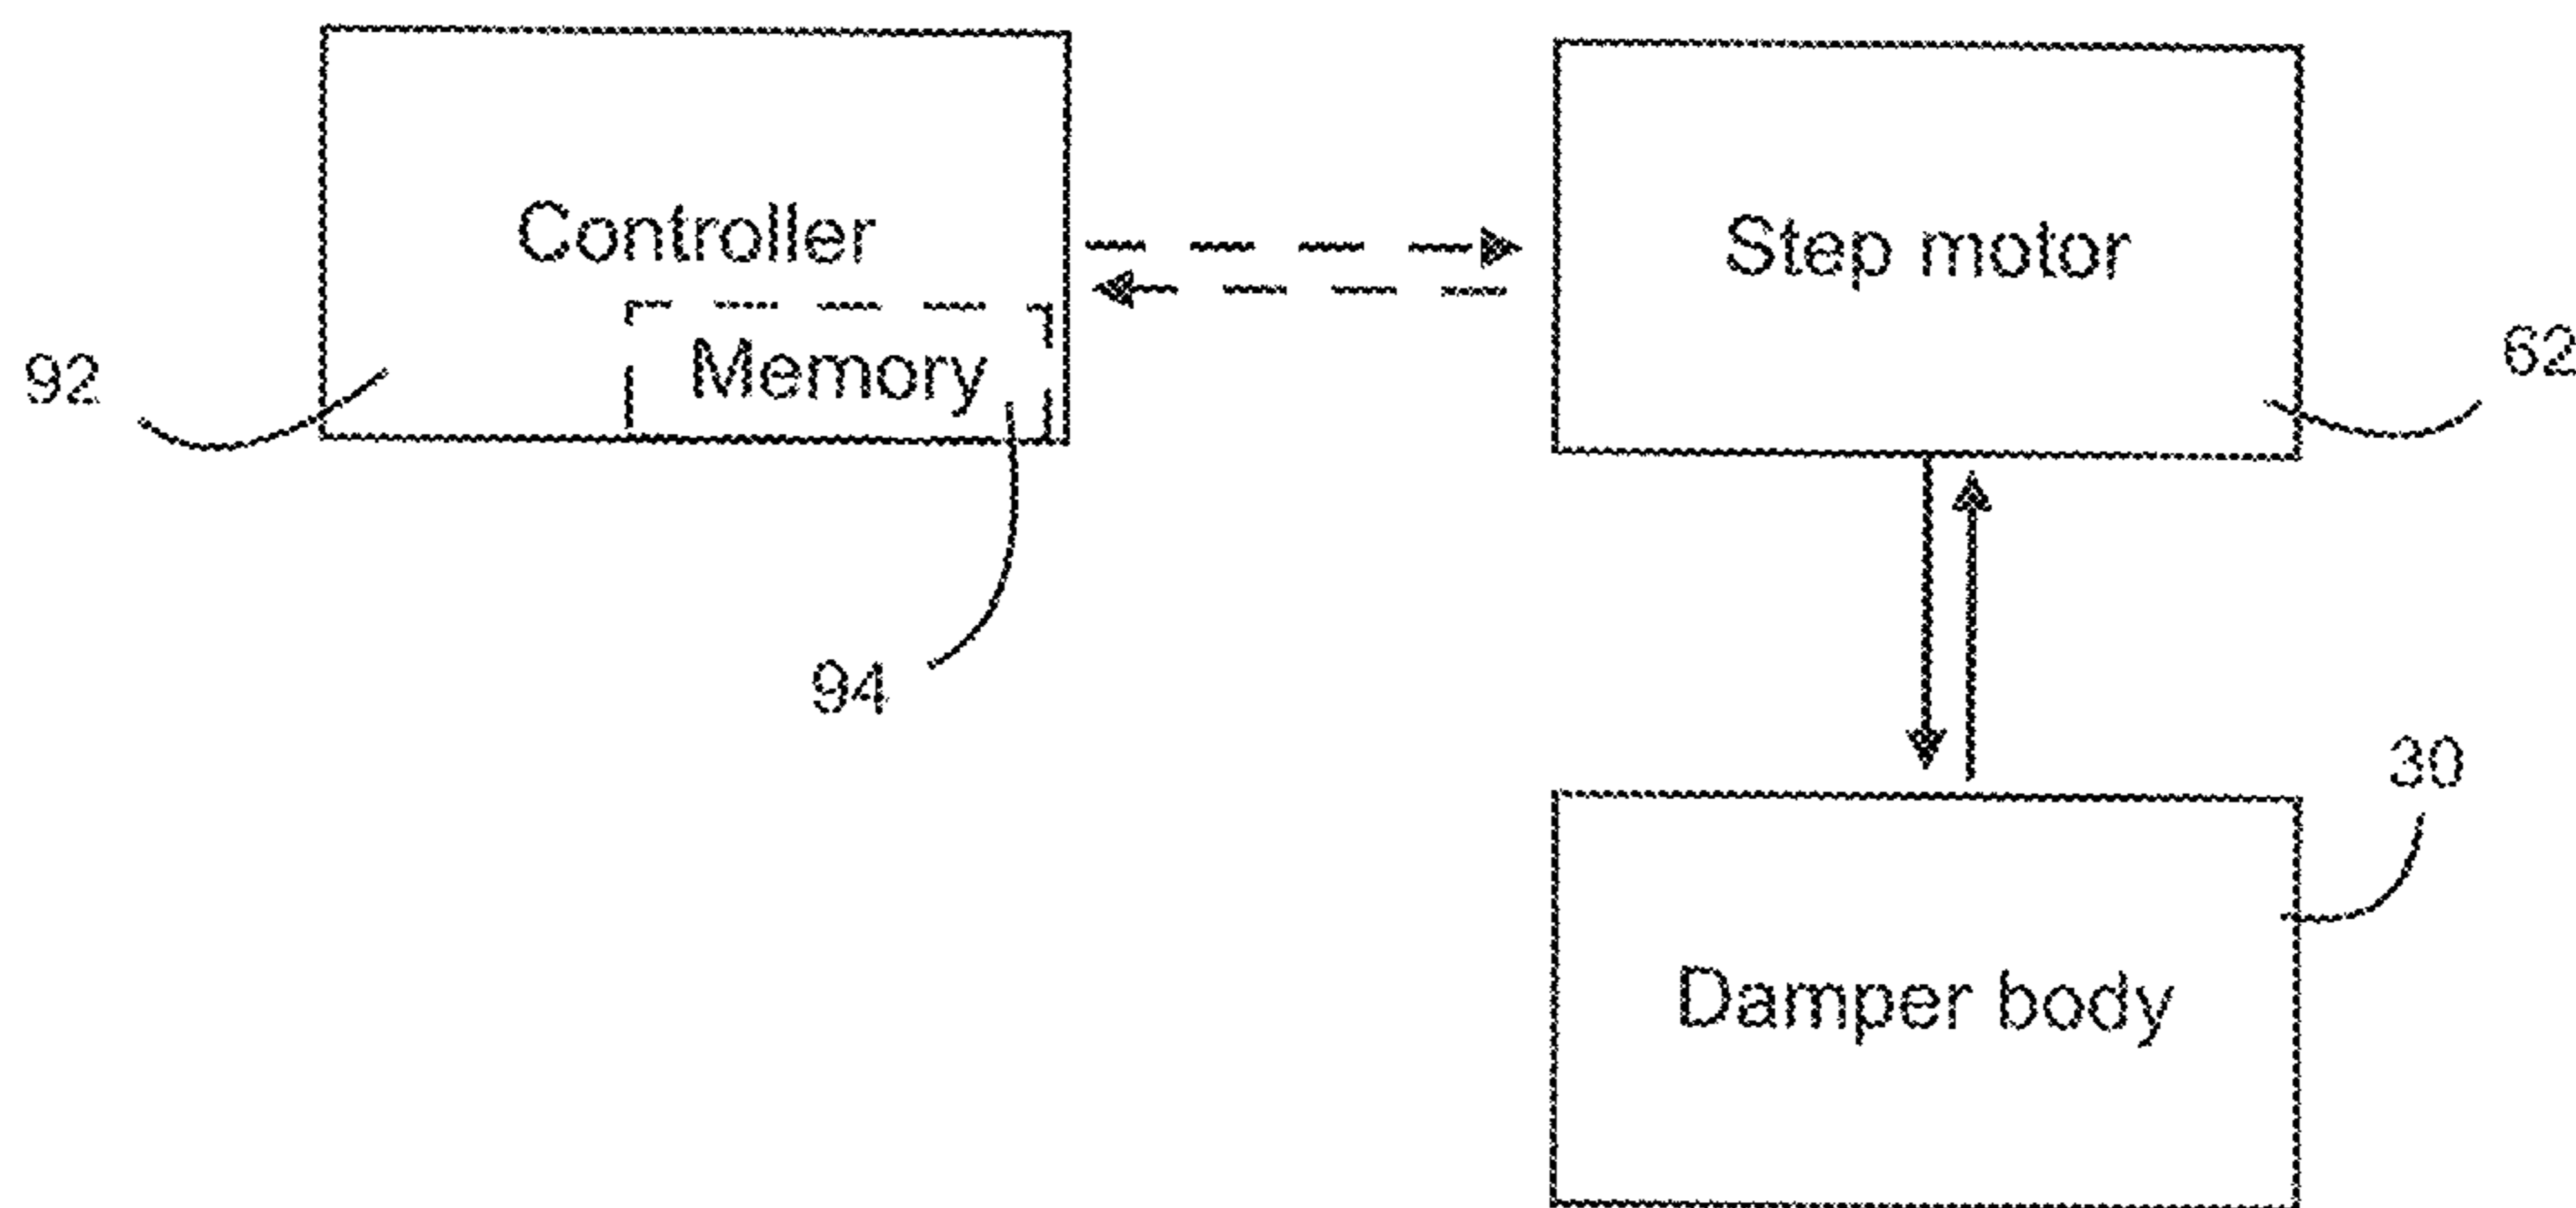 Controller
Step motor
Memory
92
62
94
30
Damper body